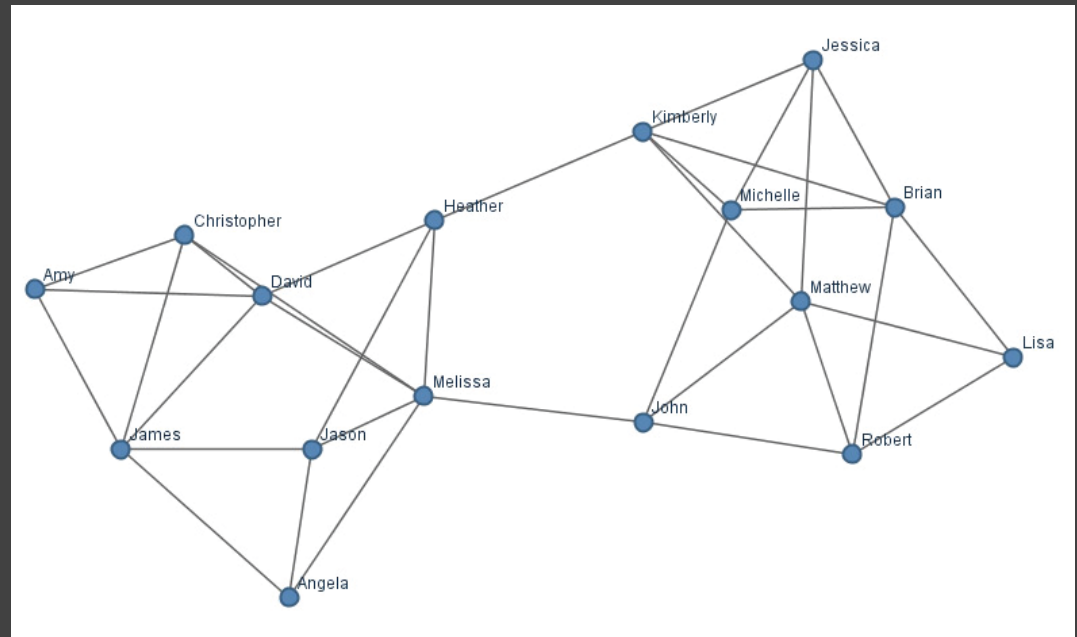 Jessica
Kimberly
Michelle
Brian
Heather
Christopher
Amy
David
Matthew
Lisa
Melissa
John
James
Jason
Robert
Angela